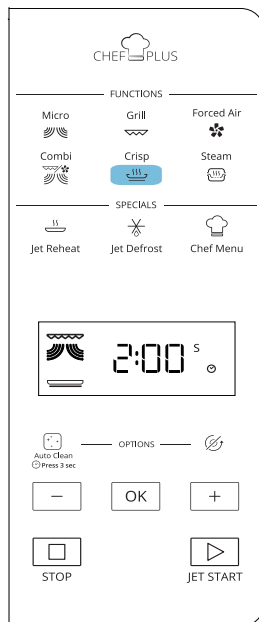 CHEF PLUS
FUNCTIONS
Micro Grill Forced Air
Combi Crisp Steam
SPECIALS
Jet Reheat Jet Defrost Chef Menu
2:00 S
OPTIONS
Auto Clean
Press 3 sec
− OK +
STOP JET START